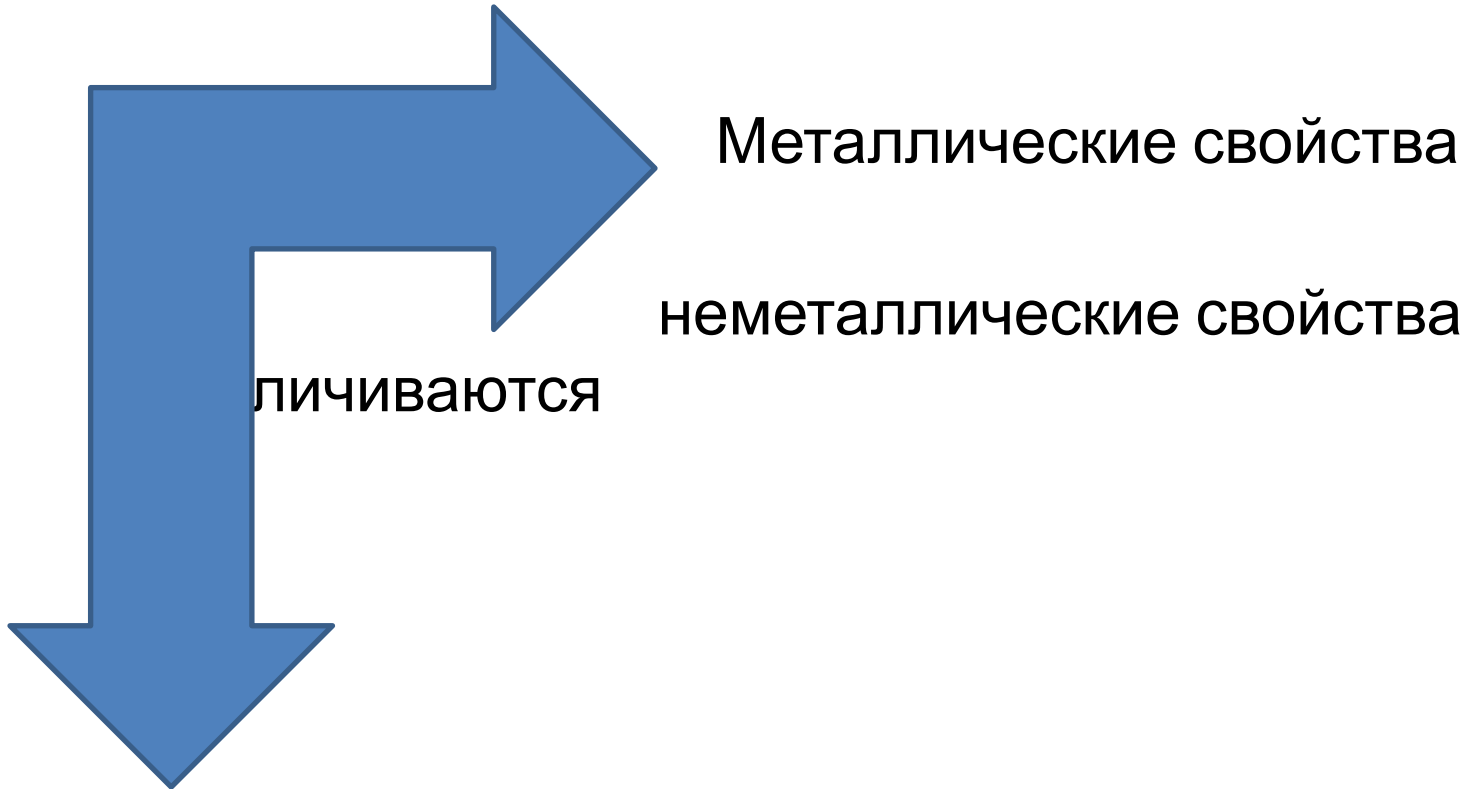 Металлические свойства
неметаллические свойства
личиваются